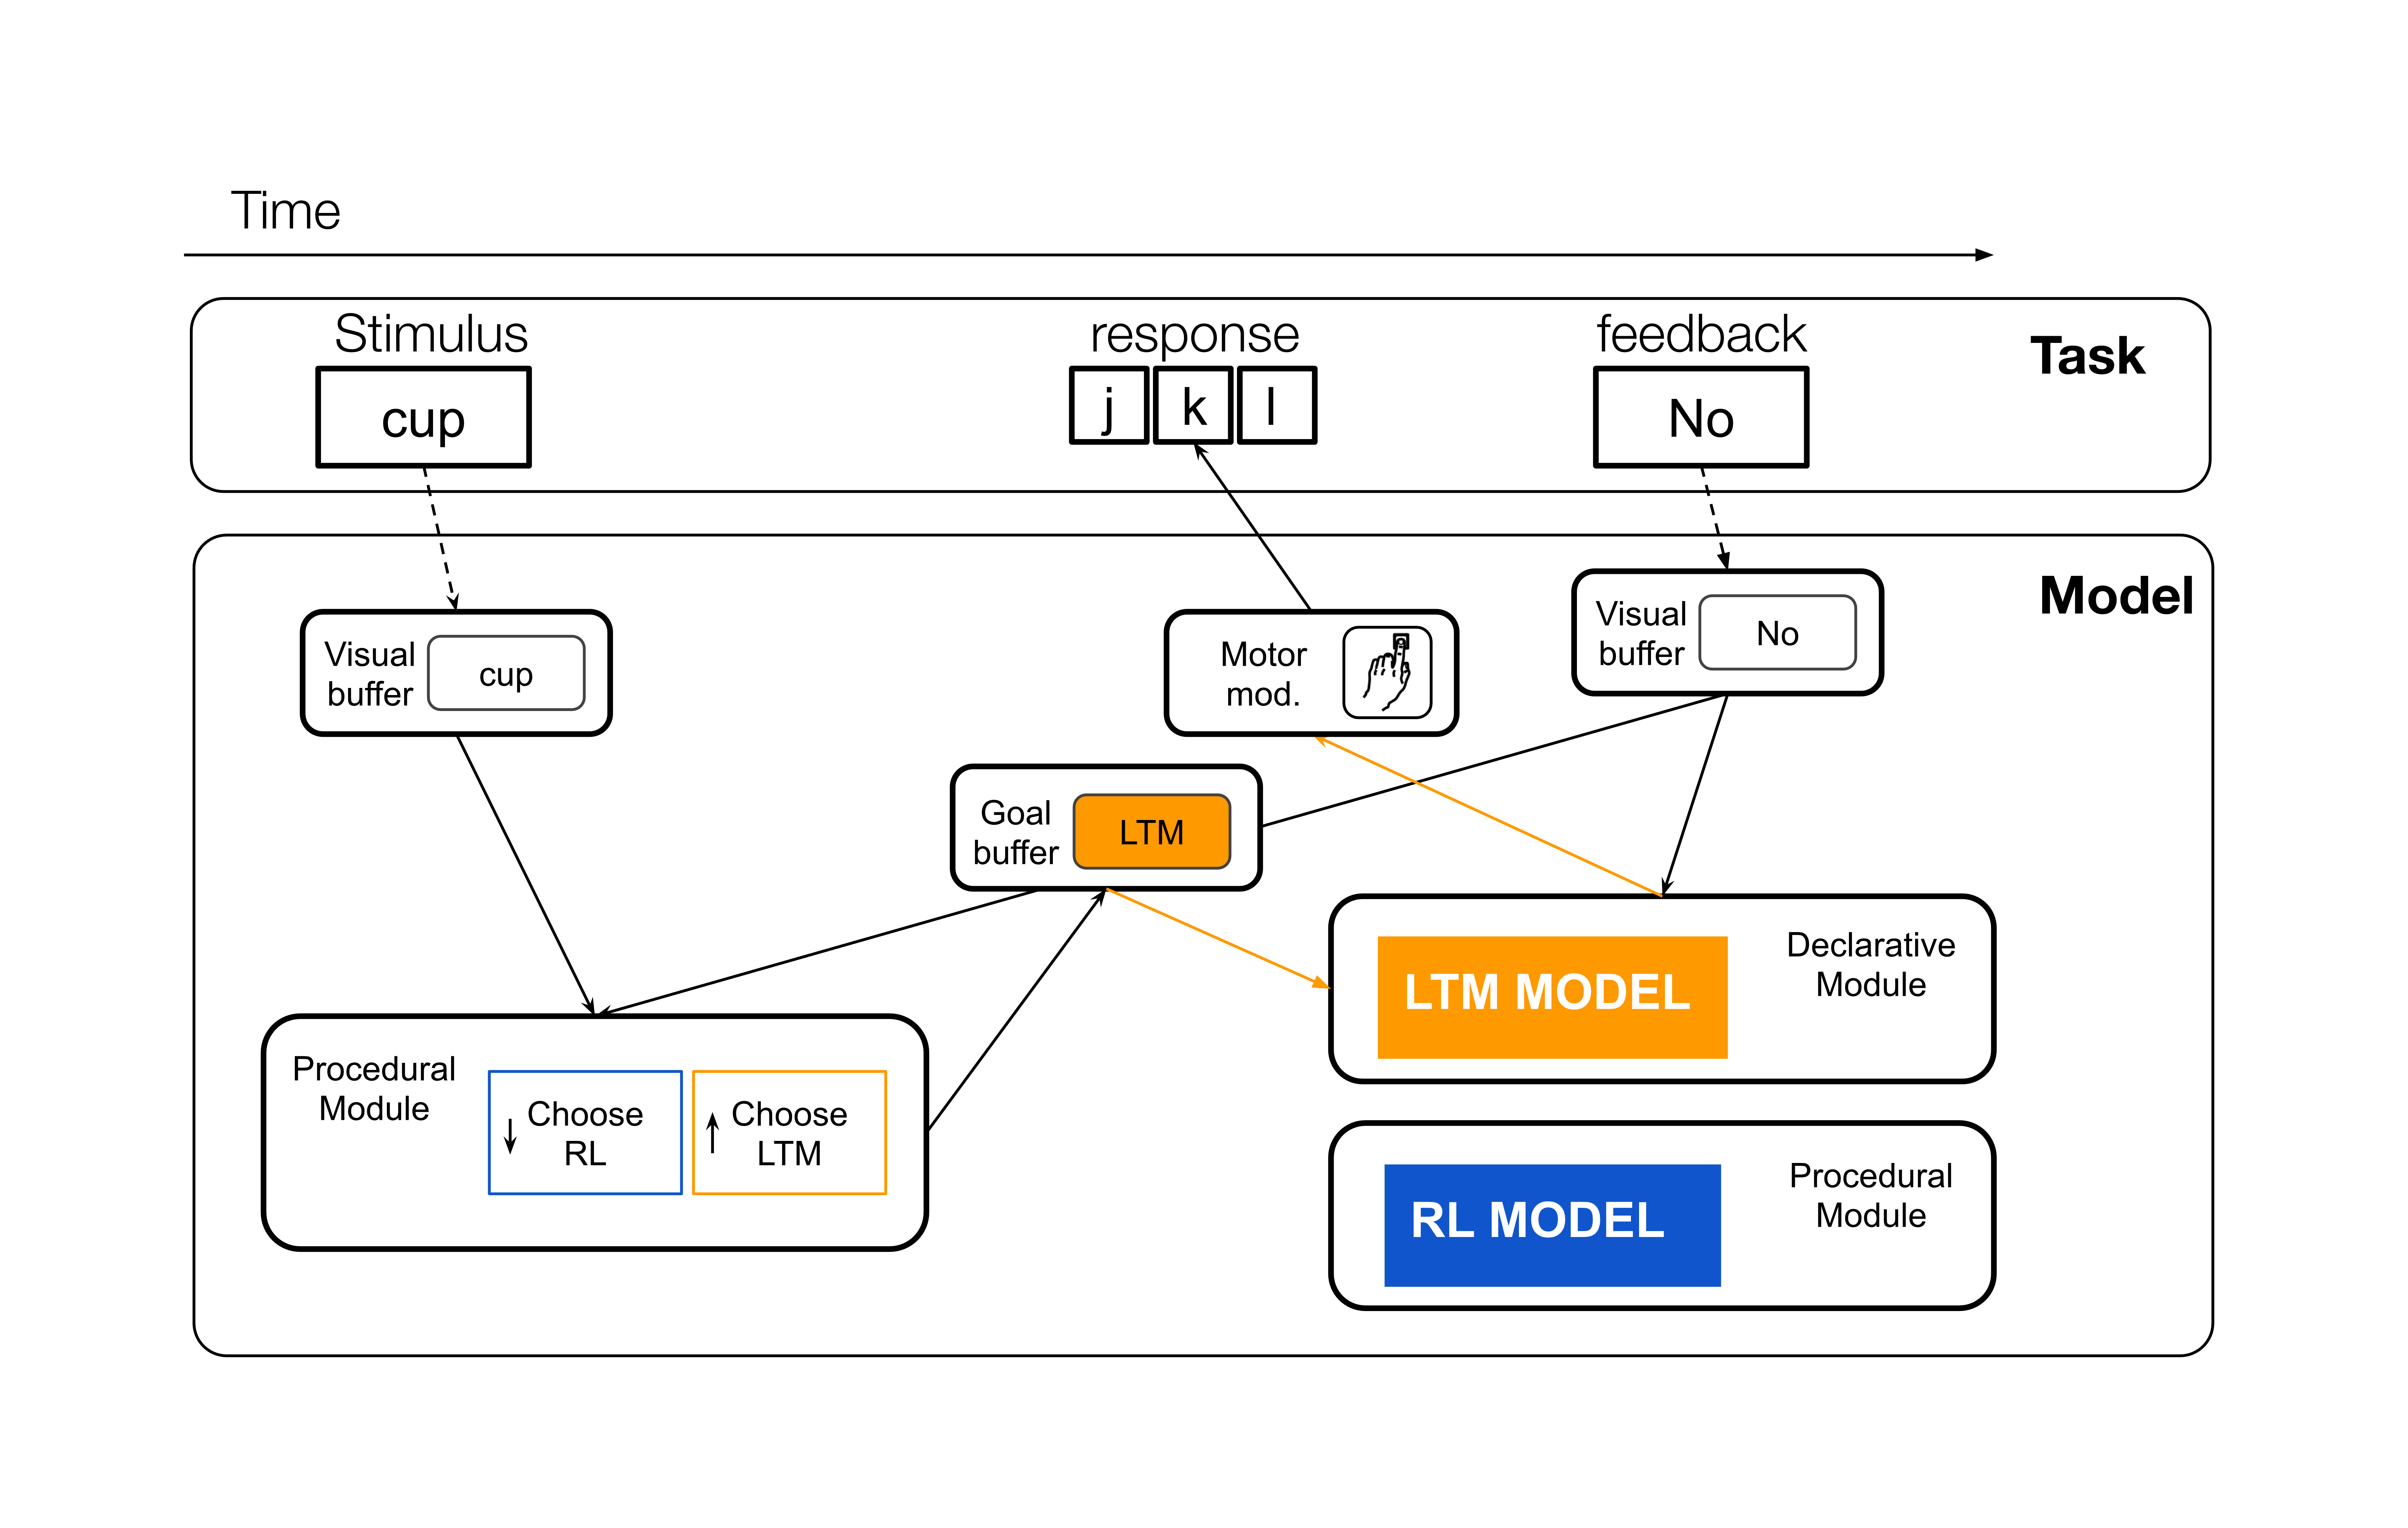 Time
Stimulus
response
feedback
Task
cup
j
k
l
No
Model
Visual
buffer
cup
Motor
mod.
Visual
buffer
No
Goal
buffer
LTM
LTM MODEL
Declarative
Module
Procedural
Module
Choose
RL
Choose
LTM
RL MODEL
Procedural
Module